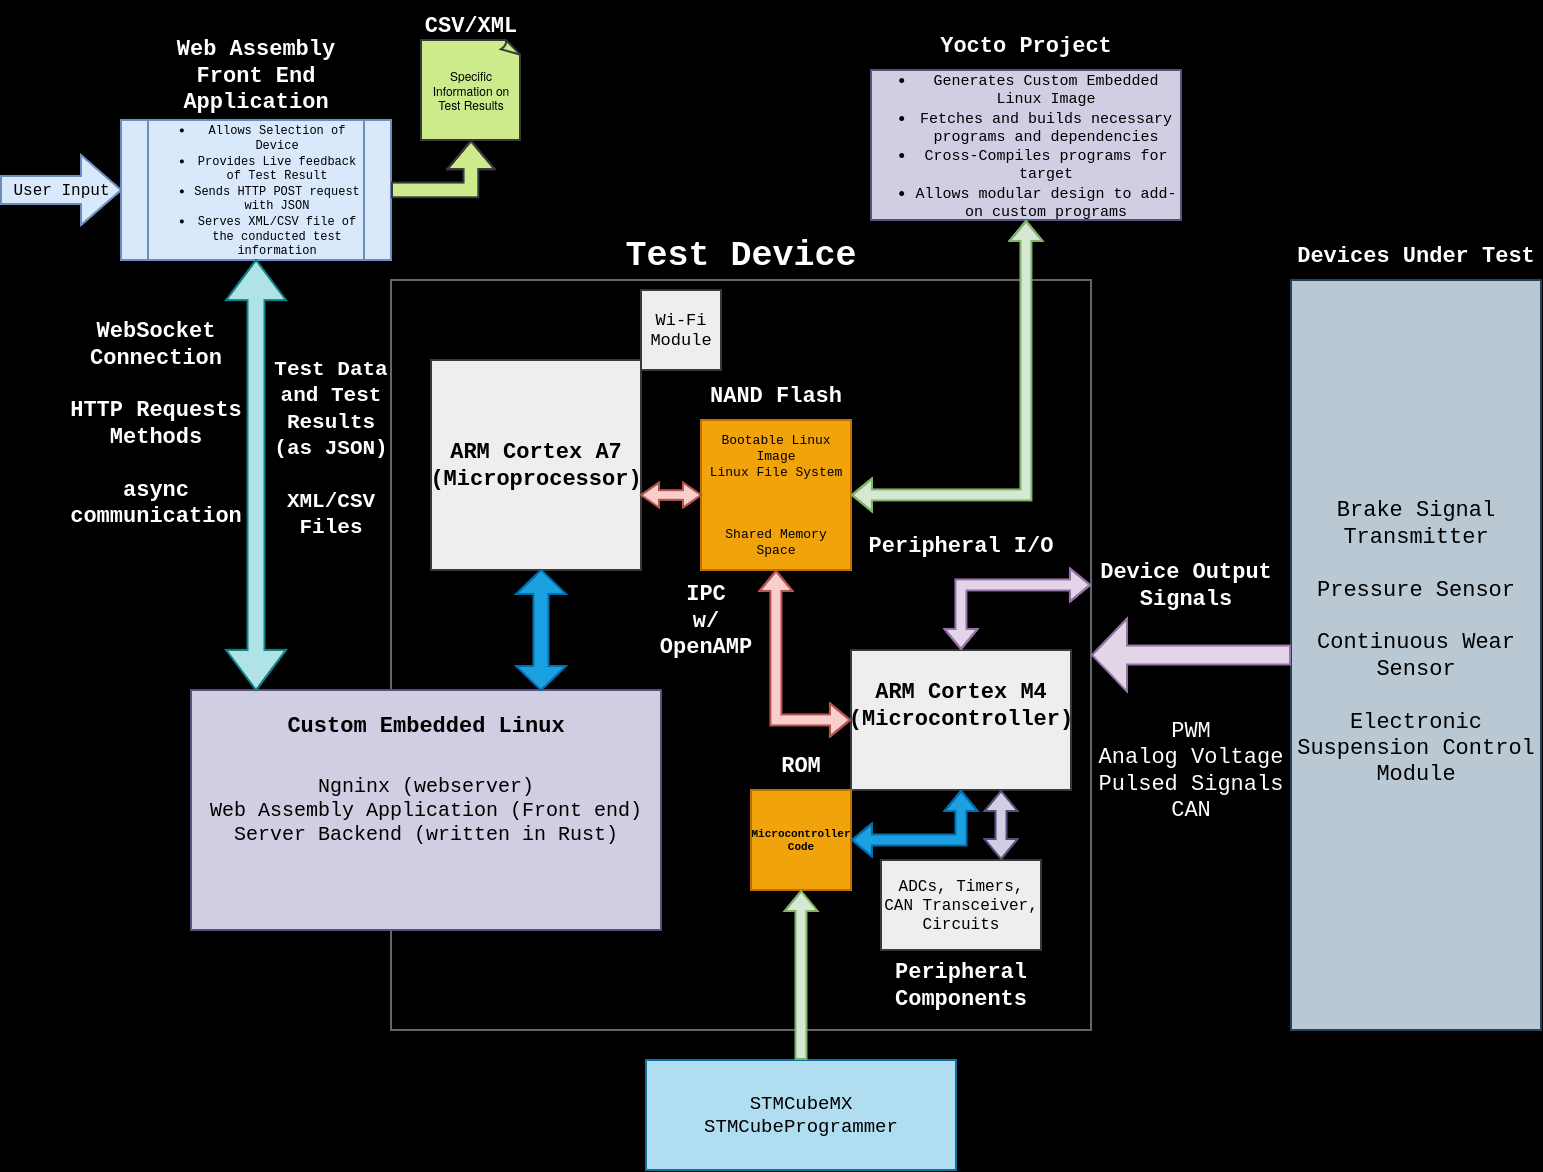 CSV/XML
Web Assembly
Front End
Application
Specific
Information on
Test Results
Yocto Project
• Generates Custom Embedded
Linux Image
• Fetches and builds necessary
programs and dependencies
• Cross-Compiles programs for
target
• Allows modular design to add-
on custom programs
User Input
• Allows Selection of
Device
• Provides Live feedback
of Test Result
• Sends HTTP POST request
with JSON
• Serves XML/CSV file of
the conducted test
information
Test Device
Devices Under Test
Wi-Fi
Module
WebSocket
Connection
HTTP Requests
Methods
async
communication
Test Data
and Test
Results
(as JSON)
XML/CSV
Files
ARM Cortex A7
(Microprocessor)
NAND Flash
Bootable Linux
Image
Linux File System
Shared Memory
Space
Peripheral I/O
IPC
w/
OpenAMP
Device Output
Signals
Brake Signal
Transmitter
Pressure Sensor
Continuous Wear
Sensor
Electronic
Suspension Control
Module
ARM Cortex M4
(Microcontroller)
PWM
Analog Voltage
Pulsed Signals
CAN
Custom Embedded Linux
Ngninx (webserver)
Web Assembly Application (Front end)
Server Backend (written in Rust)
ROM
Microcontroller
Code
ADCs, Timers,
CAN Transceiver,
Circuits
Peripheral
Components
STMCubeMX
STMCubeProgrammer